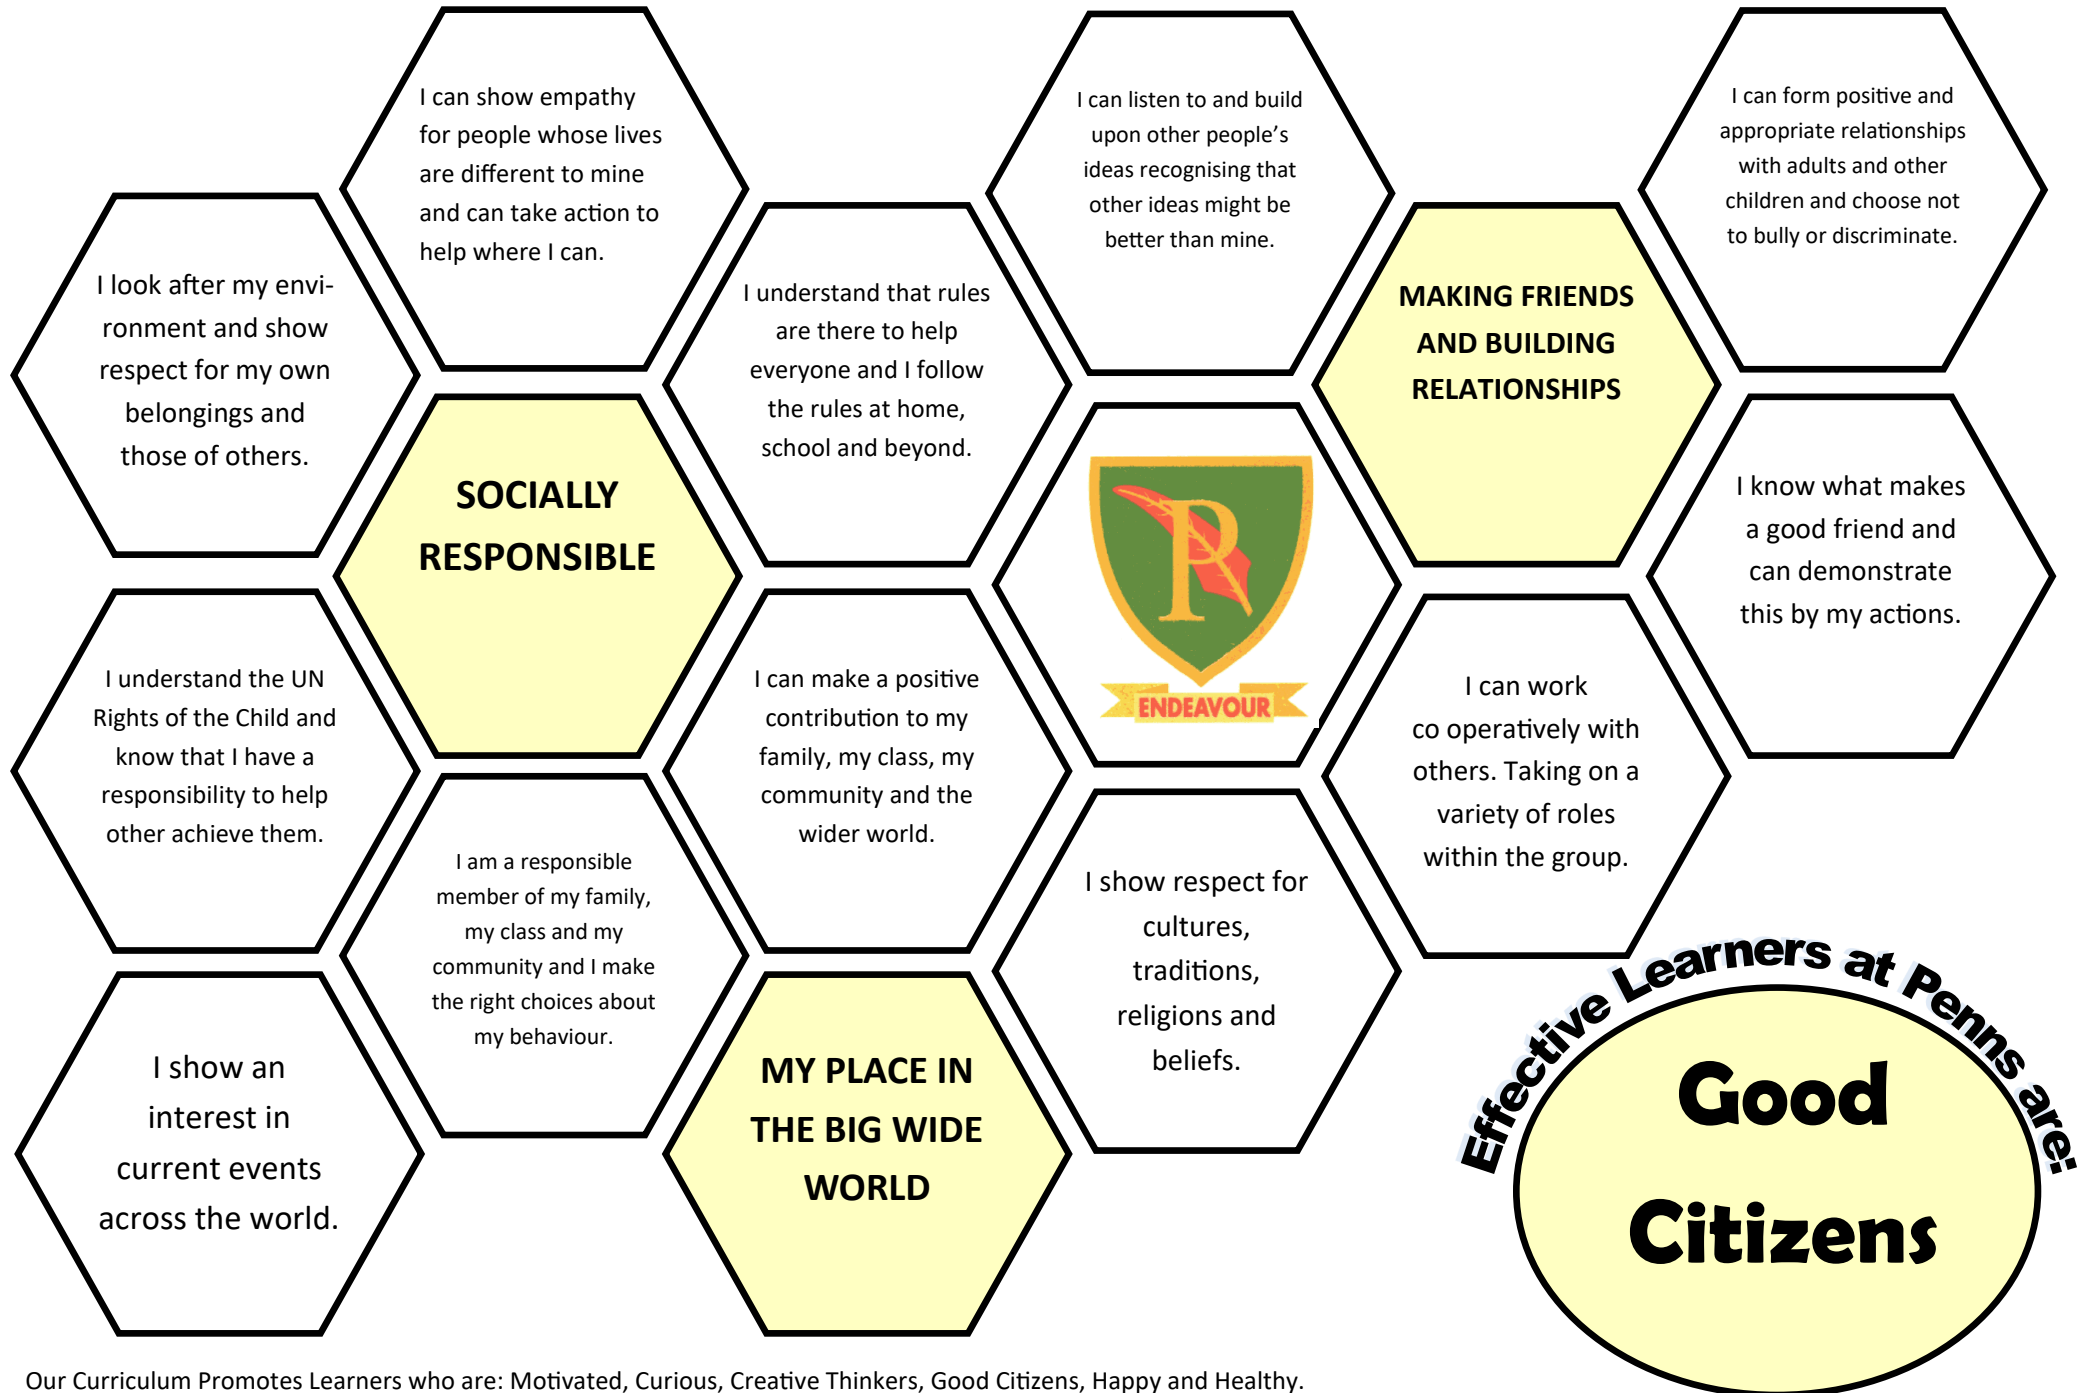 I can show empathy
for people whose lives
are different to mine
and can take action to
help where I can.
I can listen to and build
upon other people’s
ideas recognising that
other ideas might be
better than mine.
I can form positive and
appropriate relationships
with adults and other
children and choose not
to bully or discriminate.
I look after my envi-
ronment and show
respect for my own
belongings and
those of others.
I understand that rules
are there to help
everyone and I follow
the rules at home,
school and beyond.
MAKING FRIENDS
AND BUILDING
RELATIONSHIPS
SOCIALLY
RESPONSIBLE
P
ENDEAVOUR
I know what makes
a good friend and
can demonstrate
this by my actions.
I understand the UN
Rights of the Child and
know that I have a
responsibility to help
other achieve them.
I can make a positive
contribution to my
family, my class, my
community and the
wider world.
I can work
co operatively with
others. Taking on a
variety of roles
within the group.
I am a responsible
member of my family,
my class and my
community and I make
the right choices about
my behaviour.
I show respect for
cultures,
traditions,
religions and
beliefs.
I show an
interest in
current events
across the world.
MY PLACE IN
THE BIG WIDE
WORLD
Effective Learners at Penns are:
Good
Citizens
Our Curriculum Promotes Learners who are: Motivated, Curious, Creative Thinkers, Good Citizens, Happy and Healthy.